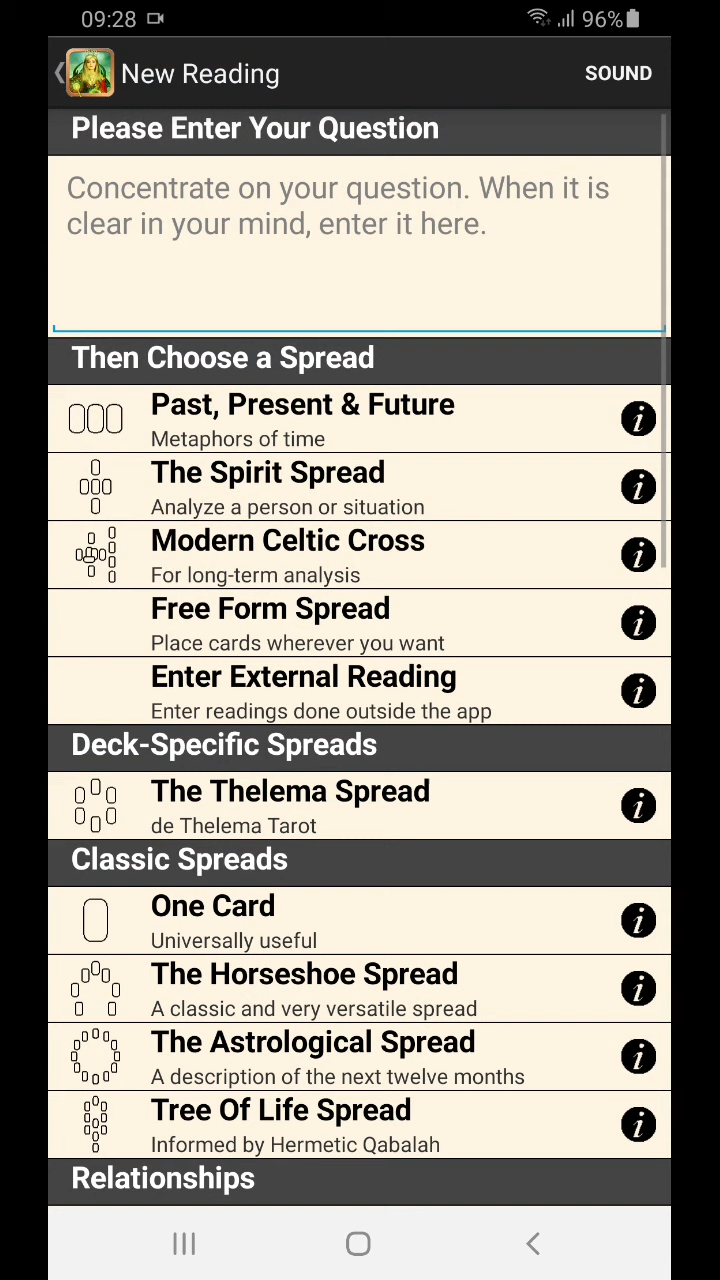 09:28
96%
New Reading
SOUND
Please Enter Your Question
Concentrate on your question. When it is
clear in your mind, enter it here.
Then Choose a Spread
Past, Present & Future
Metaphors of time
i
The Spirit Spread
Analyze a person or situation
i
Modern Celtic Cross
For long-term analysis
i
Free Form Spread
Place cards wherever you want
i
Enter External Reading
Enter readings done outside the app
i
Deck-Specific Spreads
The Thelema Spread
de Thelema Tarot
i
Classic Spreads
One Card
Universally useful
i
The Horseshoe Spread
A classic and very versatile spread
i
The Astrological Spread
A description of the next twelve months
i
Tree Of Life Spread
Informed by Hermetic Qabalah
i
Relationships